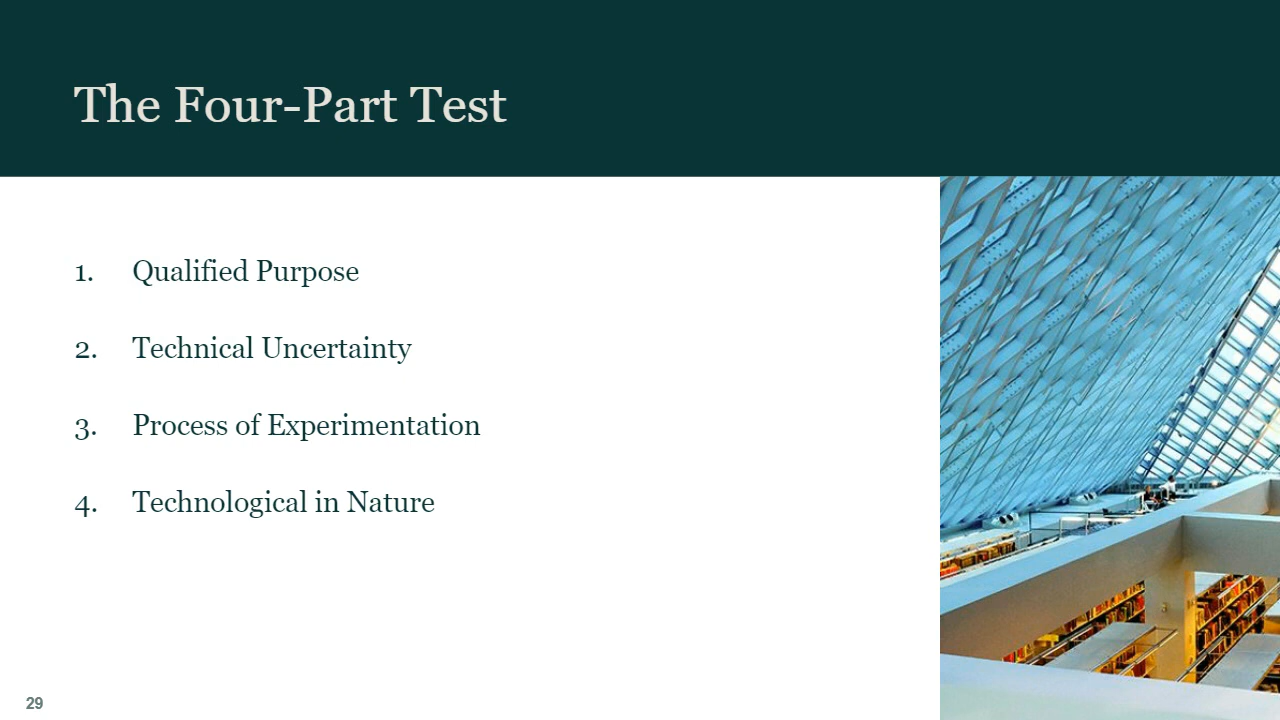 The Four-Part Test
1. Qualified Purpose
2. Technical Uncertainty
3. Process of Experimentation
4. Technological in Nature
29